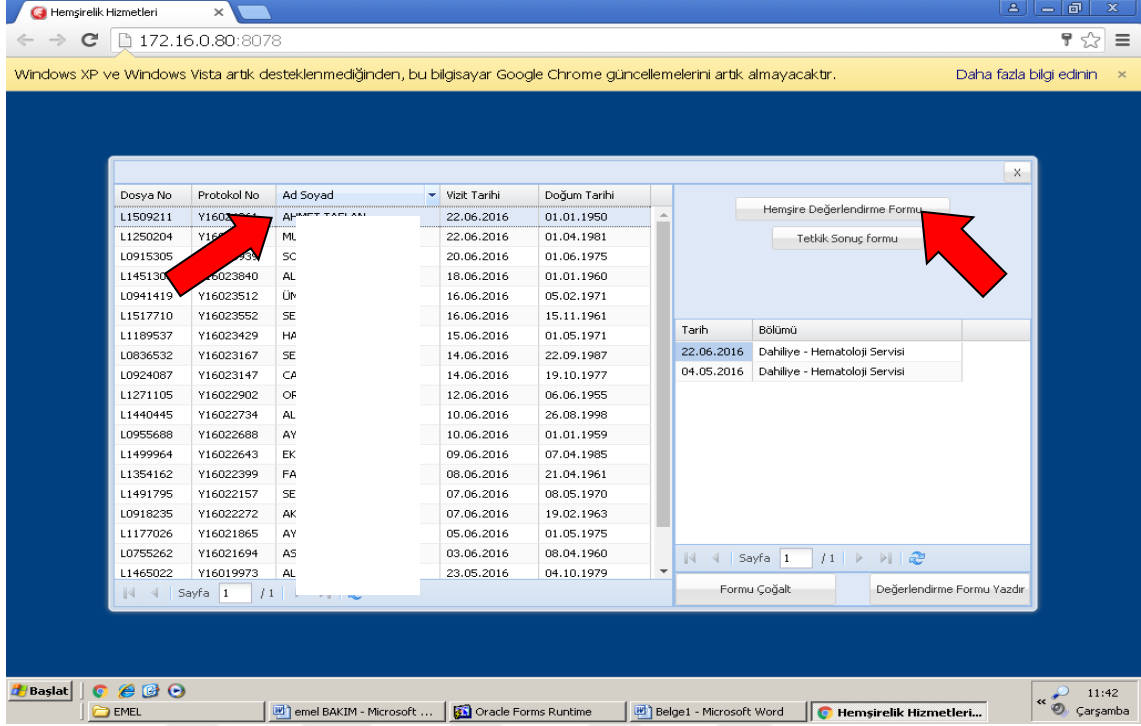 Hemşirelik Hizmetleri
172.16.0.80:8078
Windows XP ve Windows Vista artık desteklenmediğinden, bu bilgisayar Google Chrome güncellemelerini artık almayacaktır. Daha fazla bilgi edinin
Dosya No Protokol No Ad Soyad Vizit Tarihi Doğum Tarihi
L1509211 22.06.2016 01.01.1950
L1250204 MU 22.06.2016 01.04.1981
L0915305 SO 20.06.2016 01.06.1975
AL 18.06.2016 01.01.1960
L0941419 Y16023512 ÜM 16.06.2016 05.02.1971
L1517710 Y16023552 SE 16.06.2016 15.11.1961
L1189537 Y16023429 HA 15.06.2016 01.05.1971
L0836532 Y16023167 SE 14.06.2016 22.09.1987
L0924087 Y16023147 CA 14.06.2016 19.10.1977
L1271105 Y16022902 OR 12.06.2016 06.06.1955
L1440445 Y16022734 AL 10.06.2016 26.08.1998
L0955688 Y16022688 AY 10.06.2016 01.01.1959
L1499964 Y16022643 EK 09.06.2016 07.04.1985
L1354162 Y16022399 FA 08.06.2016 21.04.1961
L1491795 Y16022157 SE 07.06.2016 08.05.1970
L0918235 Y16022272 AK 07.06.2016 19.02.1963
L1177026 Y16021865 AY 05.06.2016 01.05.1975
L0755262 Y16021694 AS 03.06.2016 08.04.1960
L1465022 Y16019973 AL 23.05.2016 04.10.1979
Sayfa 1 / 1
Hemşire Değerlendirme Formu
Tetkik Sonuç formu
Tarih Bölümü
22.06.2016 Dahiliye - Hematoloji Servisi
04.05.2016 Dahiliye - Hematoloji Servisi
Sayfa 1 / 1
Formu Çoğalt Değerlendirme Formu Yazdır
Başlat
EMEL emel BAKIM - Microsoft ... Oracle Forms Runtime Belge1 - Microsoft Word Hemşirelik Hizmetleri...
11:42
Çarşamba